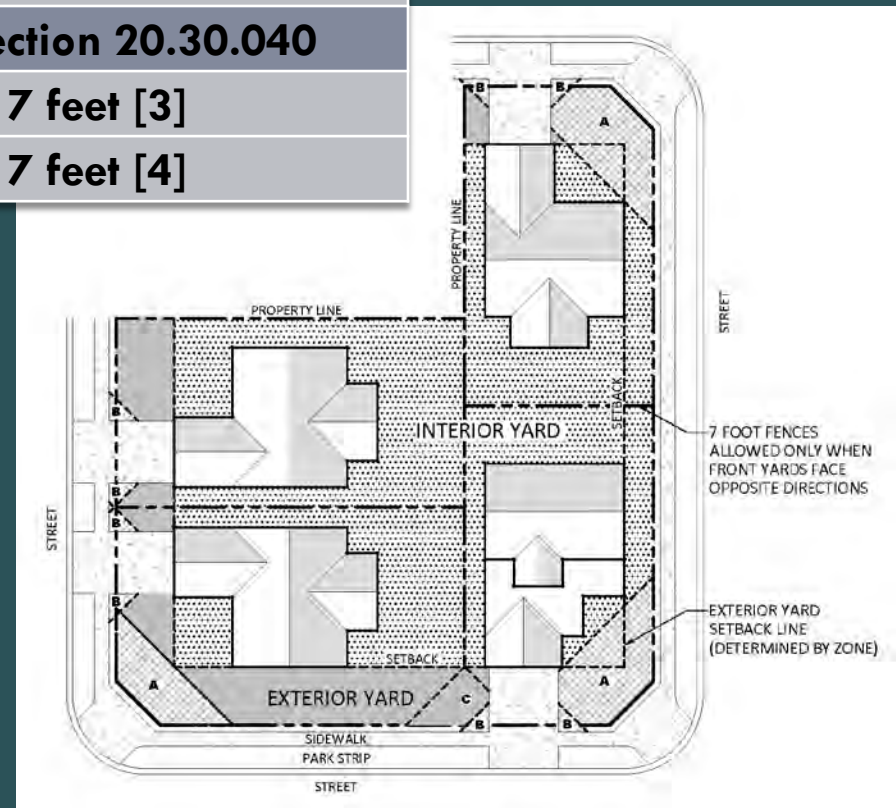 ection 20.30.040
7 feet [3]
7 feet [4]
B
B
A
PROPERTY LINE
STREET
PROPERTY LINE
SETBACK
B
INTERIOR YARD
7 FOOT FENCES
ALLOWED ONLY WHEN
FRONT YARDS FACE
OPPOSITE DIRECTIONS
B
B
STREET
B
EXTERIOR YARD
SETBACK LINE
(DETERMINED BY ZONE)
SETBACK
A
EXTERIOR YARD
C
A
B
B
SIDEWALK
PARK STRIP
STREET